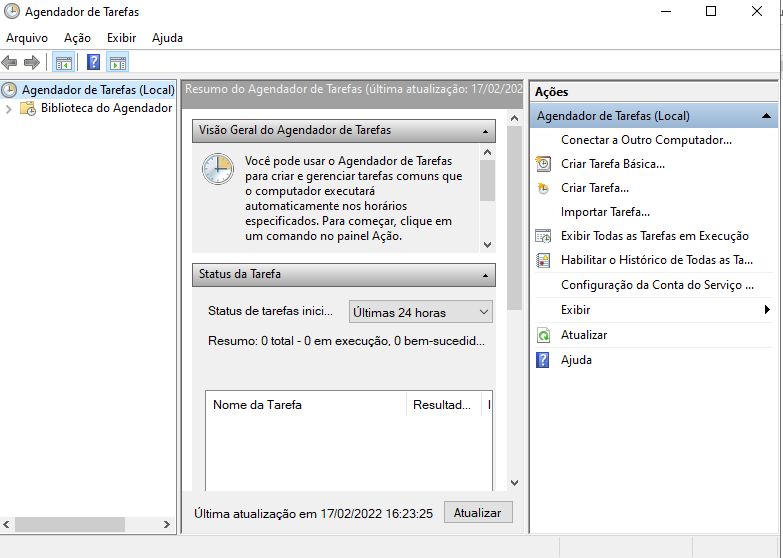 Agendador de Tarefas
Arquivo Ação Exibir Ajuda
Agendador de Tarefas (Local)
Biblioteca do Agendador
Resumo do Agendador de Tarefas (última atualização: 17/02/202
Visão Geral do Agendador de Tarefas
Você pode usar o Agendador de Tarefas
para criar e gerenciar tarefas comuns que
o computador executará
automaticamente nos horários
especificados. Para começar, clique em
um comando no painel Ação.
Status da Tarefa
Status de tarefas inici... Últimas 24 horas
Resumo: 0 total - 0 em execução, 0 bem-sucedid...
Nome da Tarefa Resultad... I
Última atualização em 17/02/2022 16:23:25 Atualizar
Ações
Agendador de Tarefas (Local)
Conectar a Outro Computador...
Criar Tarefa Básica...
Criar Tarefa...
Importar Tarefa...
Exibir Todas as Tarefas em Execução
Habilitar o Histórico de Todas as Ta...
Configuração da Conta do Serviço ...
Exibir
Atualizar
Ajuda